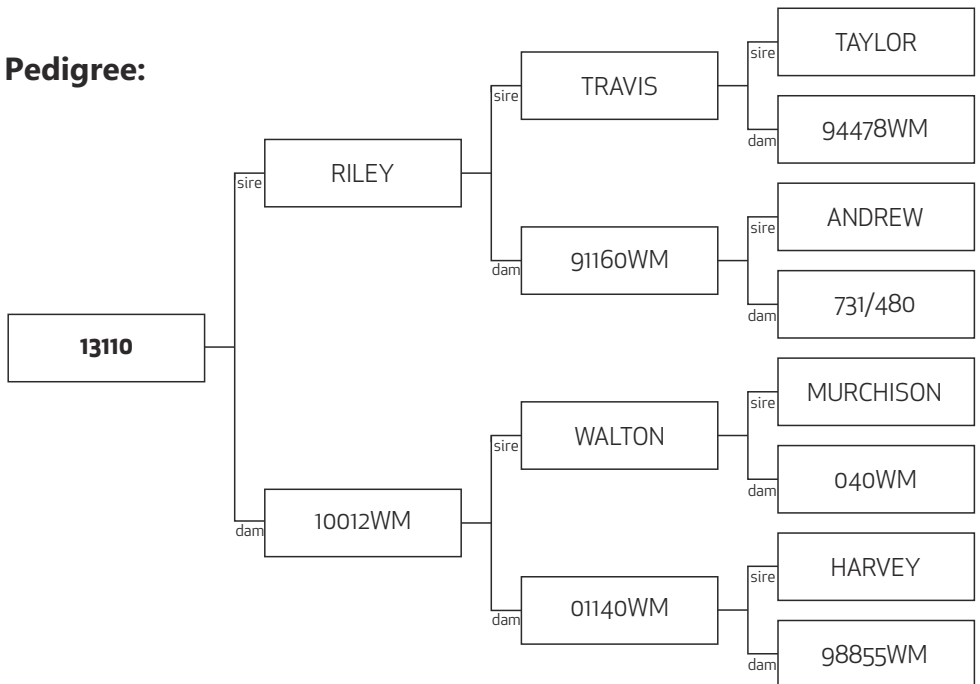 Pedigree:
13110
sire
RILEY
dam
10012WM
sire
TRAVIS
dam
91160WM
sire
WALTON
dam
01140WM
sire
TAYLOR
dam
94478WM
sire
ANDREW
dam
731/480
sire
MURCHISON
dam
040WM
sire
HARVEY
dam
98855WM